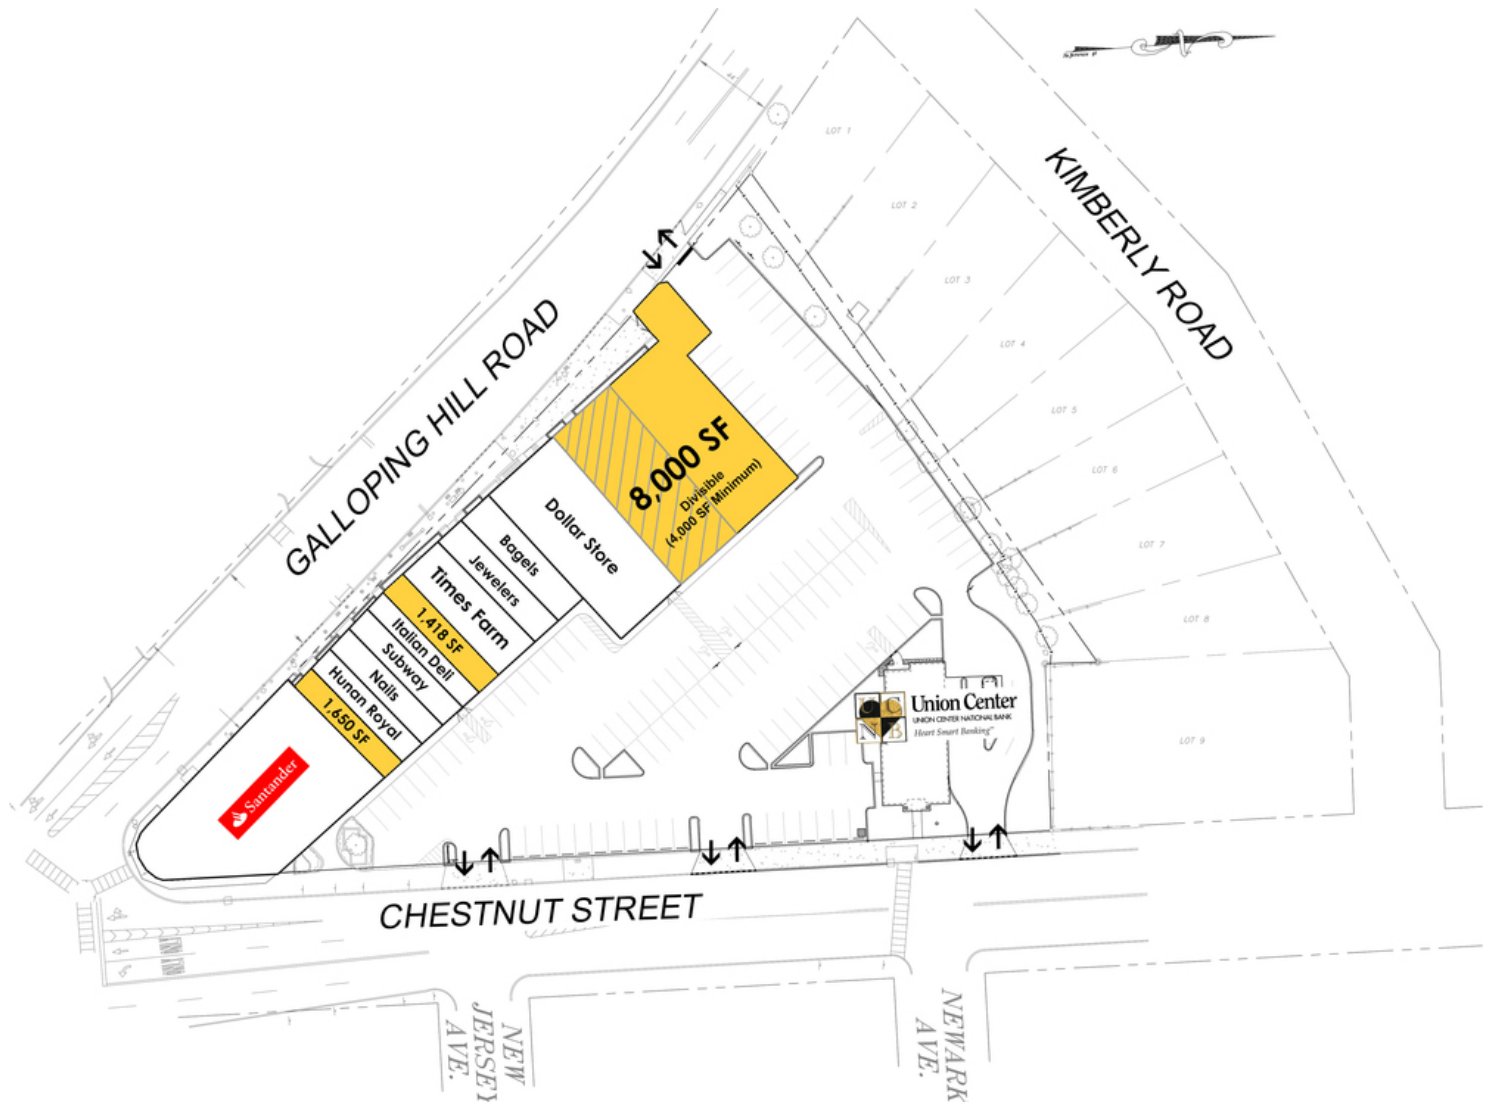 LOT 1
LOT 2
LOT 3
LOT 4
LOT 5
LOT 6
LOT 7
LOT 8
LOT 9
KIMBERLY ROAD
GALLOPING HILL ROAD
8,000 SF
Divisible
(4,000 SF Minimum)
Dollar Store
Bagels
Jewelers
Times Farm
1,418 SF
Italian Deli
Subway
Nails
Hunan Royal
1,650 SF
Santander
UCNB
Union Center
UNION CENTER NATIONAL BANK
Heart Smart Banking
CHESTNUT STREET
NEW
JERSEY
AVE.
NEWARK
AVE.
N